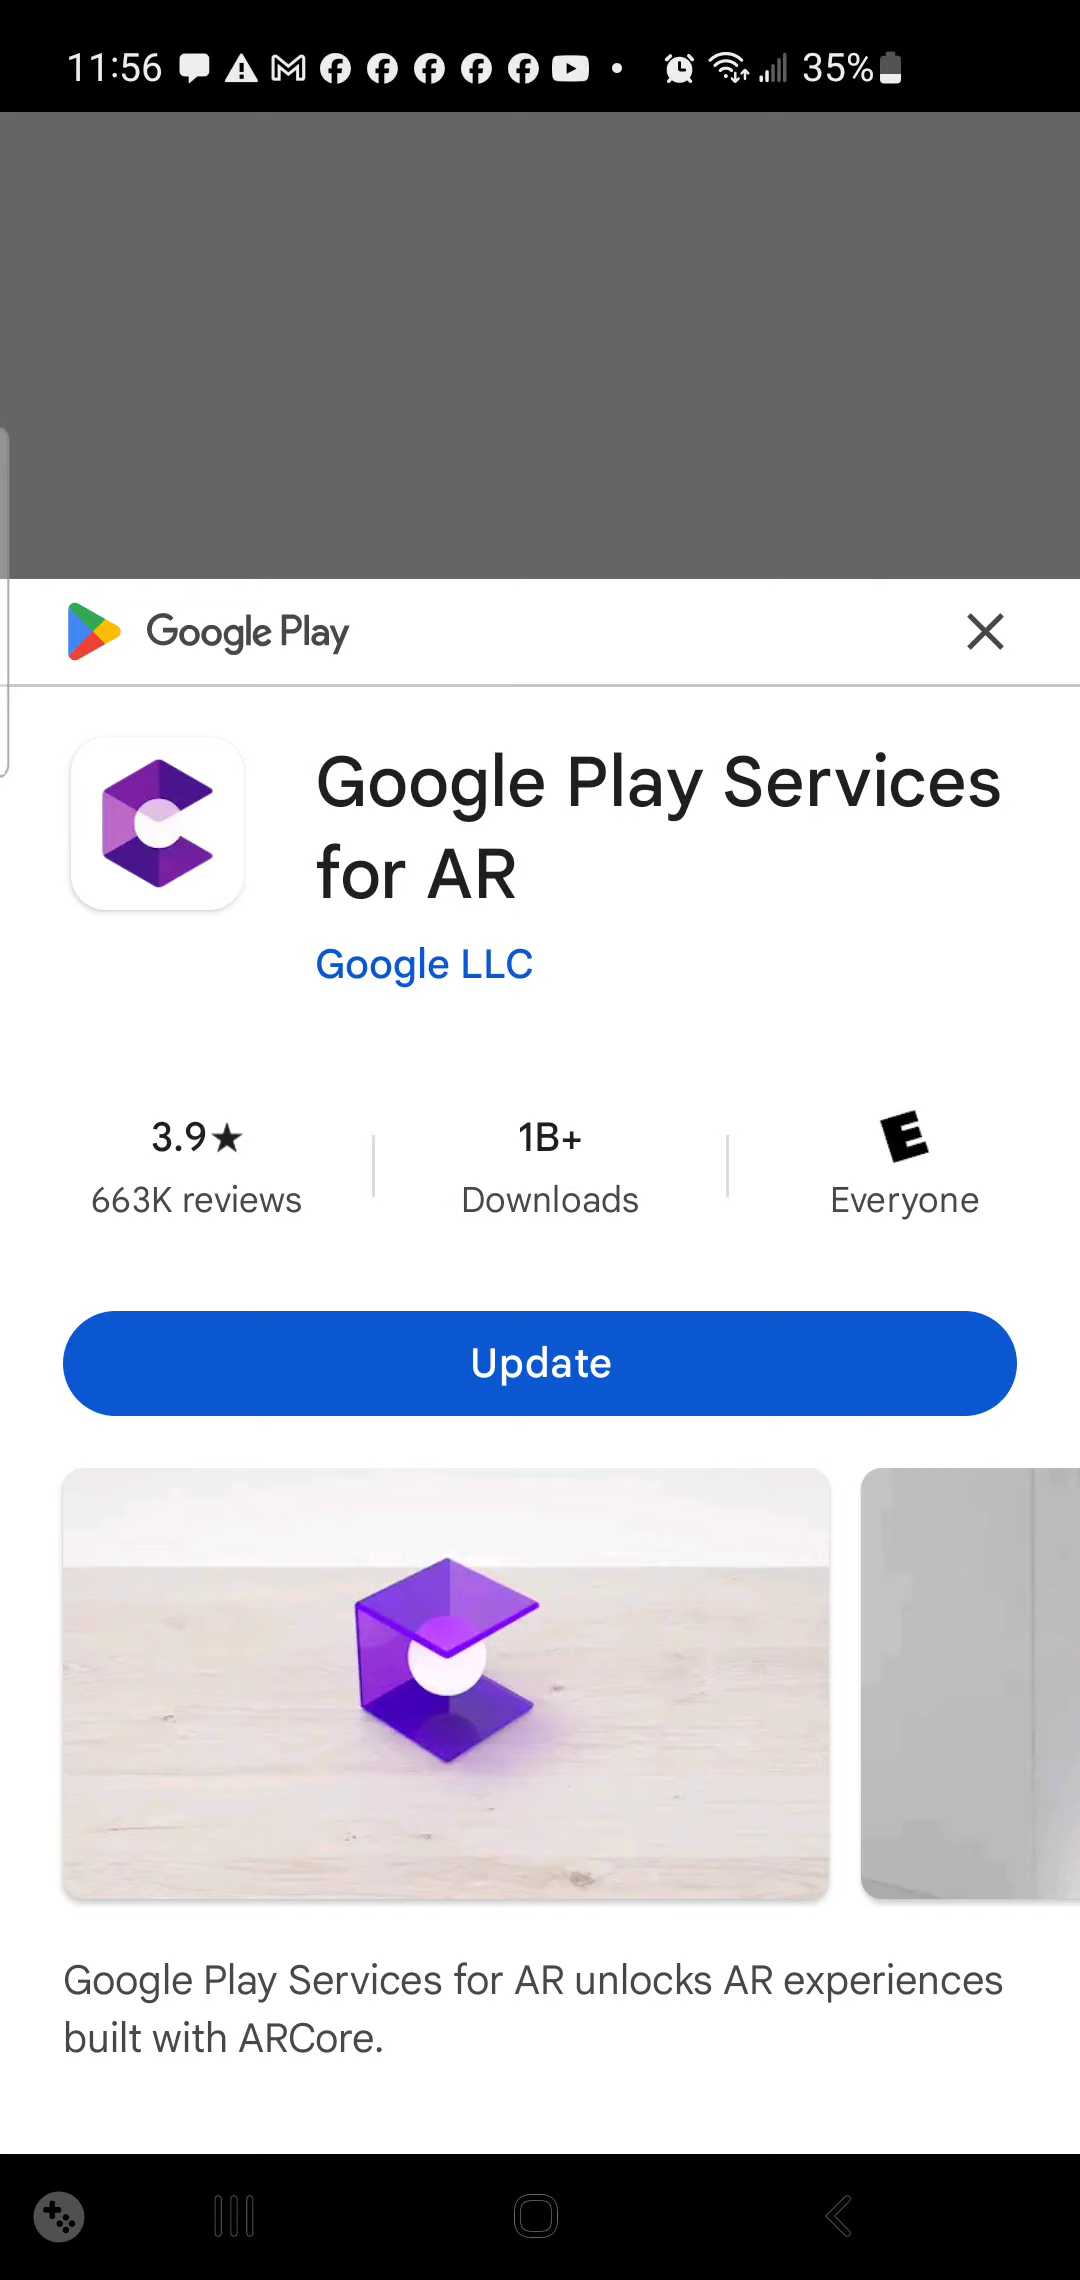 11:56 35%
Google Play
Google Play Services
for AR
Google LLC
3.9★ 1B+ E
663K reviews Downloads Everyone
Update
Google Play Services for AR unlocks AR experiences
built with ARCore.